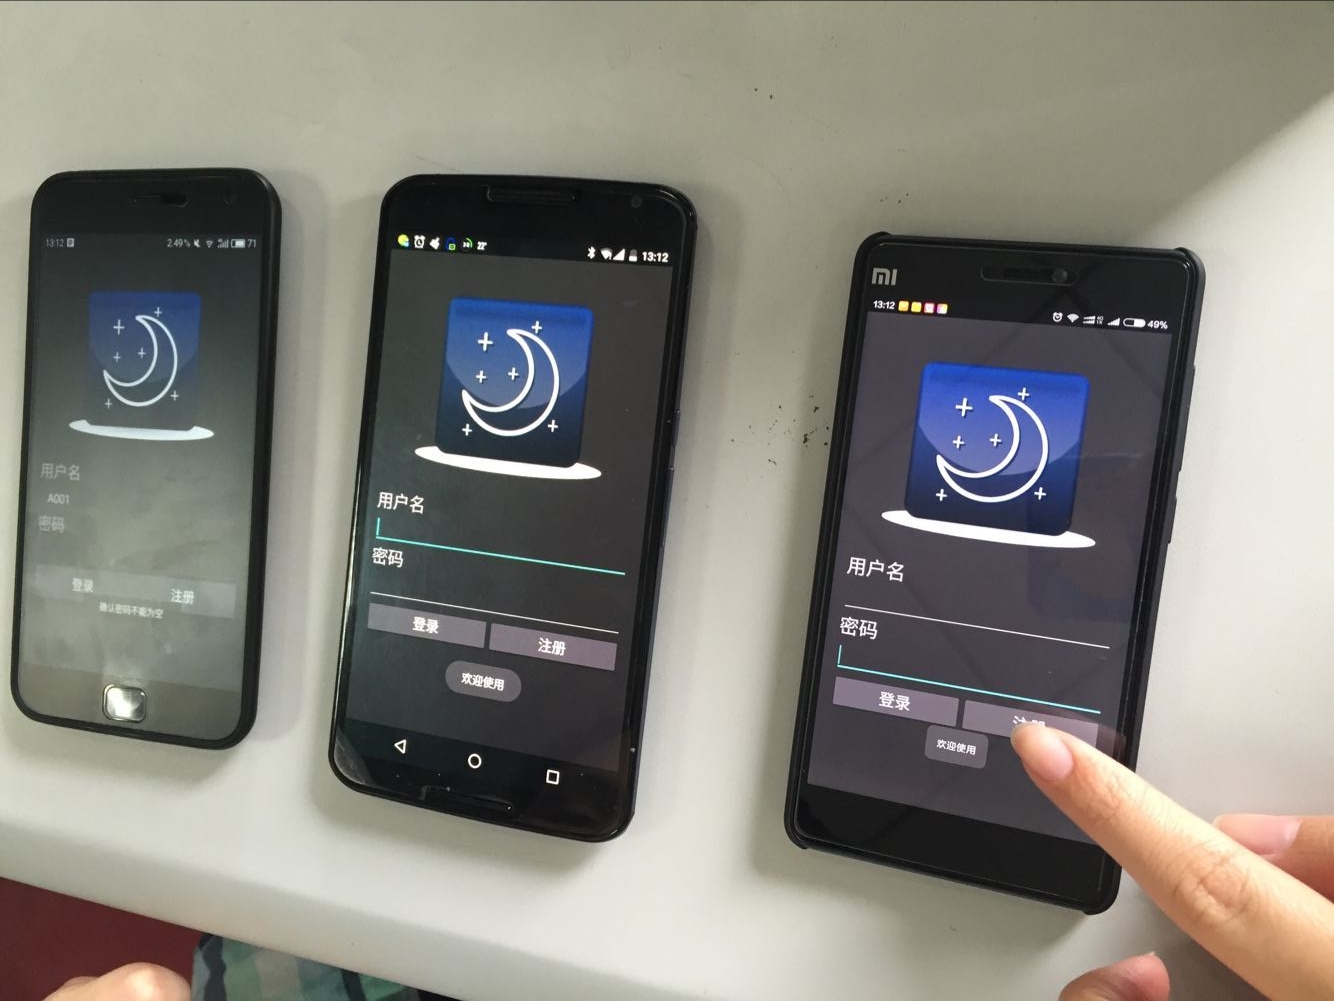 13:12
2.49% 71
用户名
A001
密码
登录 注册
确认密码不能为空
22°
13:12
用户名
密码
登录 注册
欢迎使用
mi
13:12 49%
用户名
密码
登录
欢迎使用